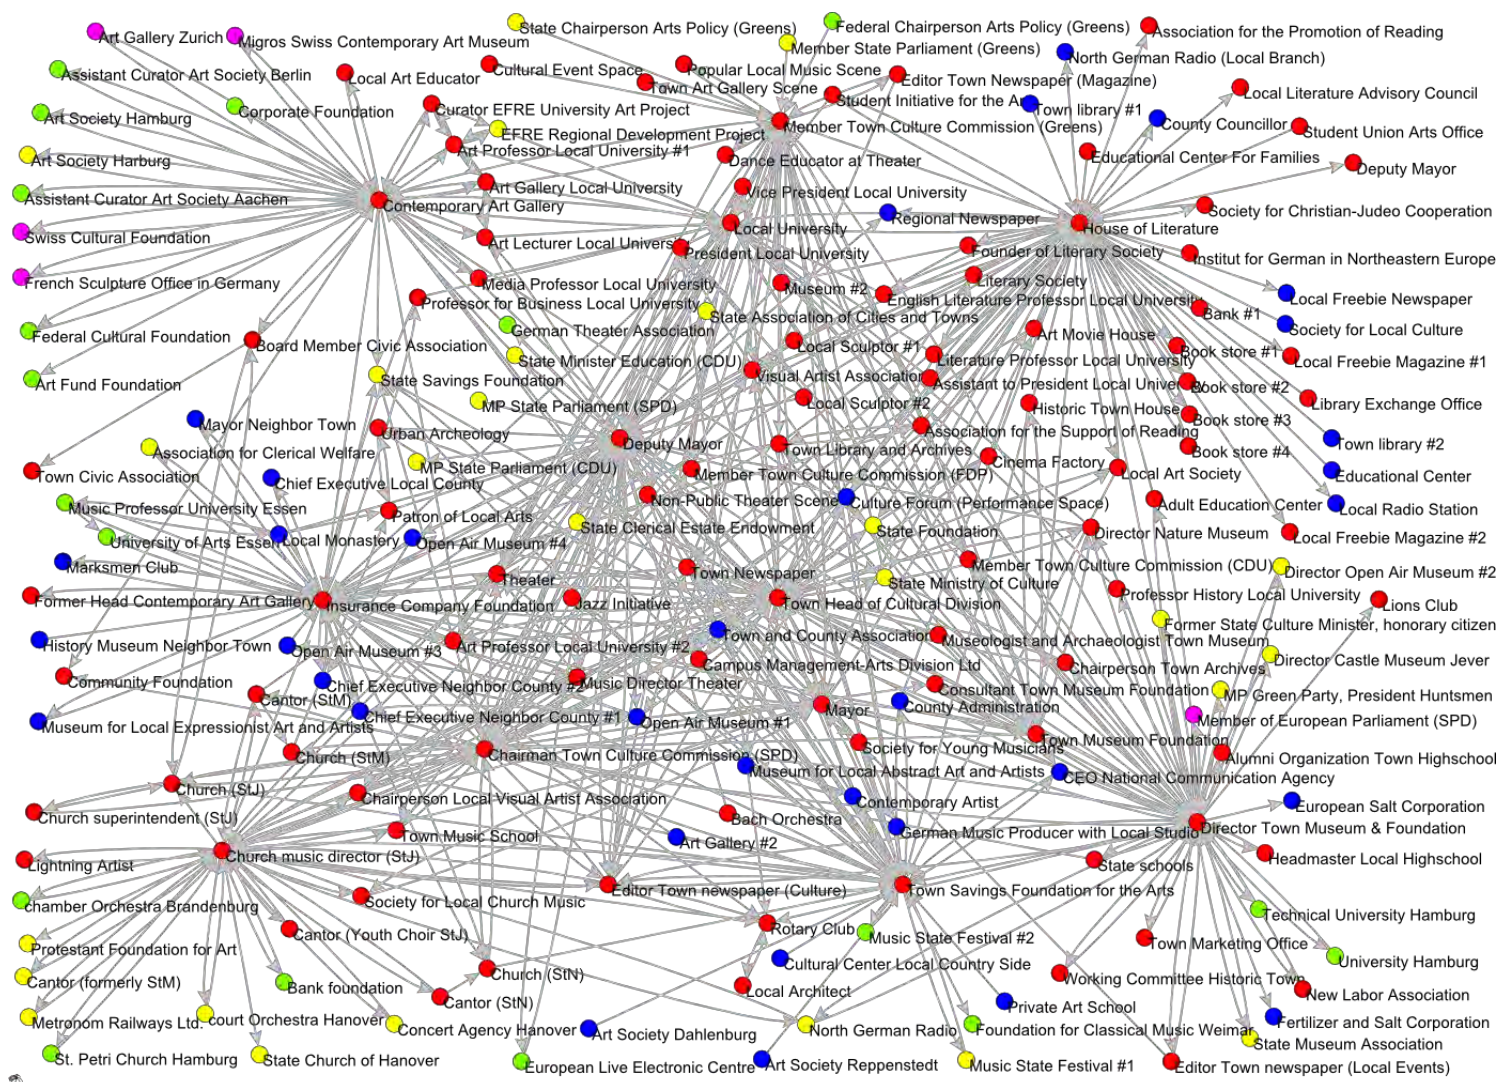 State Chairperson Arts Policy (Greens)
Federal Chairperson Arts Policy (Greens)
Association for the Promotion of Reading
Art Gallery Zurich
Migros Swiss Contemporary Art Museum
Member State Parliament (Greens)
North German Radio (Local Branch)
Assistant Curator Art Society Berlin
Local Art Educator
Cultural Event Space
Popular Local Music Scene
Town Art Gallery Scene
Editor Town Newspaper (Magazine)
Local Literature Advisory Council
Corporate Foundation
Curator EFRE University Art Project
Student Initiative for the Ar
Town library #1
Art Society Hamburg
EFRE Regional Development Project
Member Town Culture Commission (Greens)
County Councillor
Student Union Arts Office
Art Society Harburg
Art Professor Local University #1
Dance Educator at Theater
Educational Center For Families
Deputy Mayor
Assistant Curator Art Society Aachen
Art Gallery Local University
Vice President Local University
Contemporary Art Gallery
Regional Newspaper
Society for Christian-Judeo Cooperation
Local University
House of Literature
Swiss Cultural Foundation
Art Lecturer Local University
President Local University
Founder of Literary Society
Institut for German in Northeastern Europe
French Sculpture Office in Germany
Media Professor Local University
Museum #2
Literary Society
Professor for Business Local University
English Literature Professor Local University
Local Freebie Newspaper
State Association of Cities and Towns
Bank #1
Federal Cultural Foundation
German Theater Association
Art Movie House
Society for Local Culture
Board Member Civic Association
State Minister Education (CDU)
Local Sculptor #1
Literature Professor Local University
Book store #1
Local Freebie Magazine #1
Art Fund Foundation
State Savings Foundation
Visual Artist Association
Assistant to President Local University
Book store #2
MP State Parliament (SPD)
Local Sculptor #2
Historic Town House
Library Exchange Office
Mayor Neighbor Town
Book store #3
Urban Archeology
Deputy Mayor
Town Library and Archives
Association for the Support of Reading
Town library #2
Association for Clerical Welfare
Book store #4
Town Civic Association
Chief Executive Local County
MP State Parliament (CDU)
Member Town Culture Commission (FDP)
Cinema Factory
Local Art Society
Educational Center
Music Professor University Essen
Non-Public Theater Scene
Culture Forum (Performance Space)
Adult Education Center
Local Radio Station
Patron of Local Arts
State Clerical Estate Endowment
State Foundation
Director Nature Museum
Local Freebie Magazine #2
University of Arts Essen
Local Monastery
Open Air Museum #4
Marksmen Club
Theater
Town Newspaper
Member Town Culture Commission (CDU)
Director Open Air Museum #2
State Ministry of Culture
Former Head Contemporary Art Gallery
Insurance Company Foundation
Jazz Initiative
Town Head of Cultural Division
Professor History Local University
Lions Club
Former State Culture Minister, honorary citizen
History Museum Neighbor Town
Open Air Museum #3
Art Professor Local University #2
Town and County Association
Museologist and Archaeologist Town Museum
Campus Management-Arts Division Ltd
Chairperson Town Archives
Director Castle Museum Jever
Community Foundation
Chief Executive Neighbor County #2
Music Director Theater
Consultant Town Museum Foundation
MP Green Party, President Huntsmen
Cantor (StM)
Museum for Local Expressionist Art and Artists
Chief Executive Neighbor County #1
Open Air Museum #1
Mayor
County Administration
Member of European Parliament (SPD)
Church (StM)
Chairman Town Culture Commission (SPD)
Society for Young Musicians
Town Museum Foundation
Alumni Organization Town Highschool
Church (StJ)
Museum for Local Abstract Art and Artists
CEO National Communication Agency
Chairperson Local Visual Artist Association
Contemporary Artist
European Salt Corporation
Church superintendent (StJ)
Town Music School
Bach Orchestra
German Music Producer with Local Studio
Director Town Museum & Foundation
Art Gallery #2
Lightning Artist
Church music director (StJ)
State schools
Headmaster Local Highschool
Editor Town newspaper (Culture)
Town Savings Foundation for the Arts
chamber Orchestra Brandenburg
Society for Local Church Music
Technical University Hamburg
Protestant Foundation for Art
Cantor (Youth Choir StJ)
Rotary Club
Music State Festival #2
Town Marketing Office
University Hamburg
Cantor (formerly StM)
Bank foundation
Church (StN)
Cultural Center Local Country Side
Working Committee Historic Town
Cantor (StN)
Local Architect
New Labor Association
Metronom Railways Ltd.
court Orchestra Hanover
Concert Agency Hanover
Art Society Dahlenburg
North German Radio
Private Art School
Foundation for Classical Music Weimar
Fertilizer and Salt Corporation
State Museum Association
St. Petri Church Hamburg
State Church of Hanover
European Live Electronic Centre
Art Society Reppenstedt
Music State Festival #1
Editor Town newspaper (Local Events)